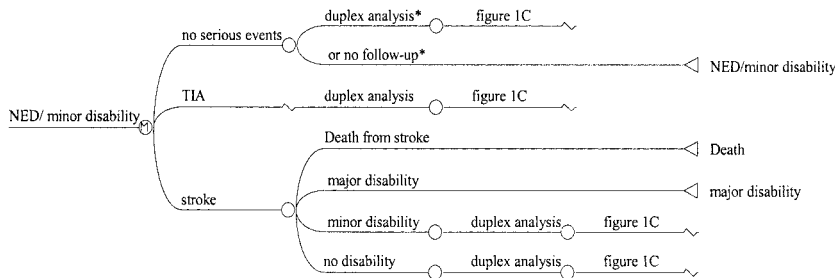 duplex analysis* figure 1C
no serious events
or no follow-up*
NED/minor disability
TIA duplex analysis figure 1C
NED/ minor disability M
Death from stroke
Death
major disability
major disability
stroke
minor disability duplex analysis figure 1C
no disability duplex analysis figure 1C